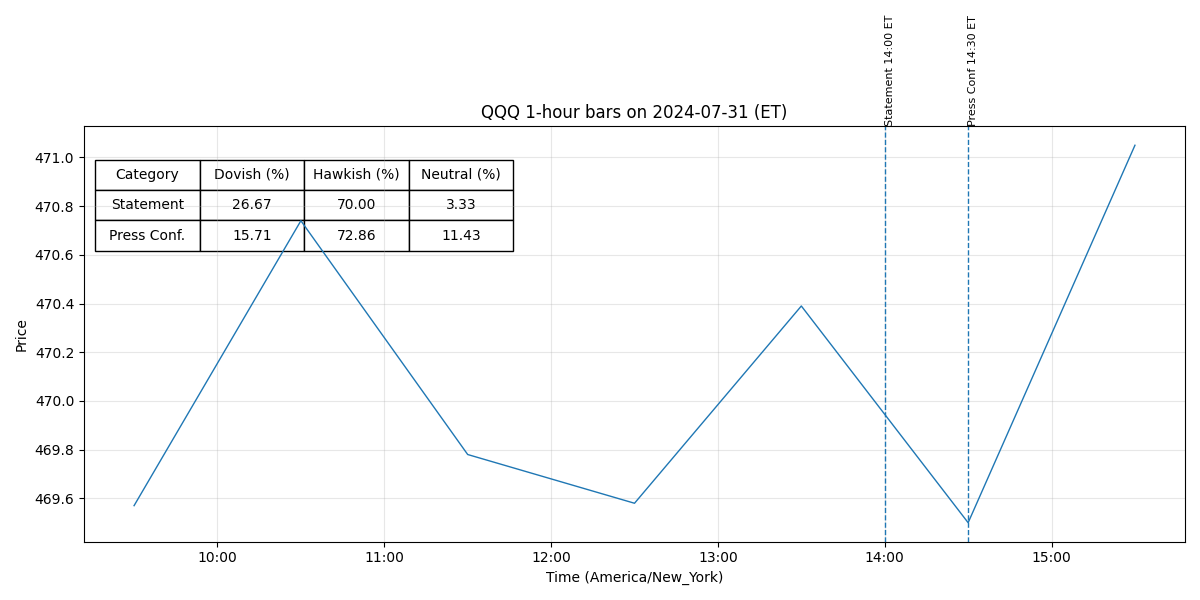 Statement 14:00 ET
Press Conf 14:30 ET
QQQ 1-hour bars on 2024-07-31 (ET)
Category Dovish (%) Hawkish (%) Neutral (%)
Statement 26.67 70.00 3.33
Press Conf. 15.71 72.86 11.43
Price
471.0
470.8
470.6
470.4
470.2
470.0
469.8
469.6
10:00 11:00 12:00 13:00 14:00 15:00
Time (America/New_York)